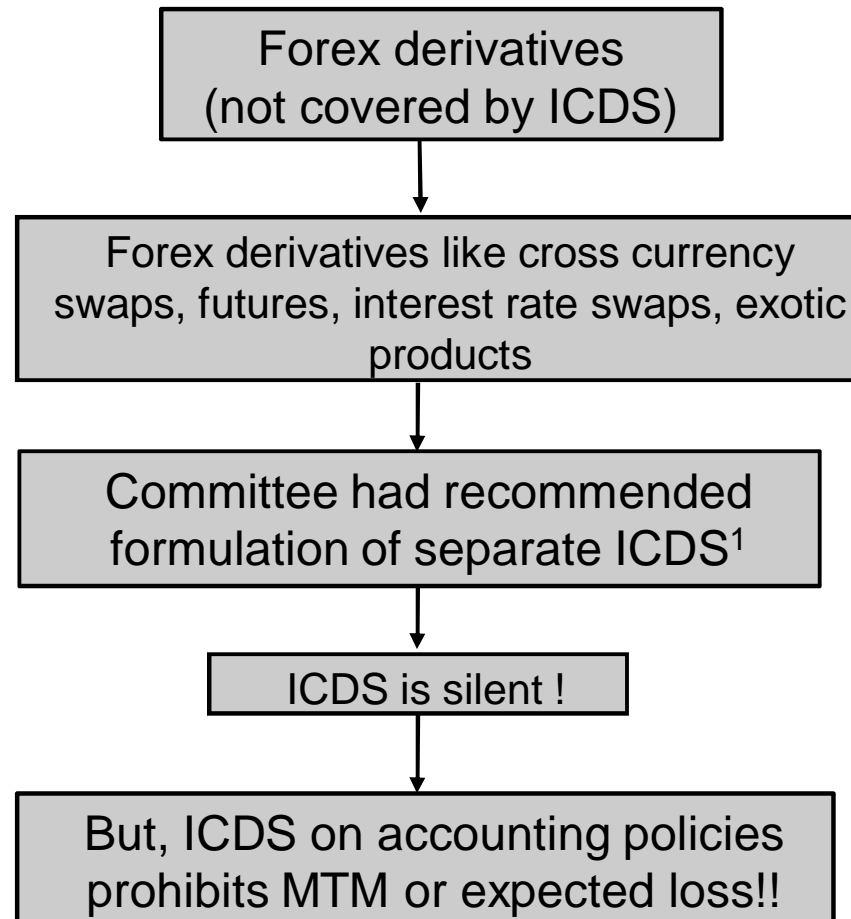 Forex derivatives
(not covered by ICDS)
Forex derivatives like cross currency
swaps, futures, interest rate swaps, exotic
products
Committee had recommended
formulation of separate ICDS¹
ICDS is silent !
But, ICDS on accounting policies
prohibits MTM or expected loss!!